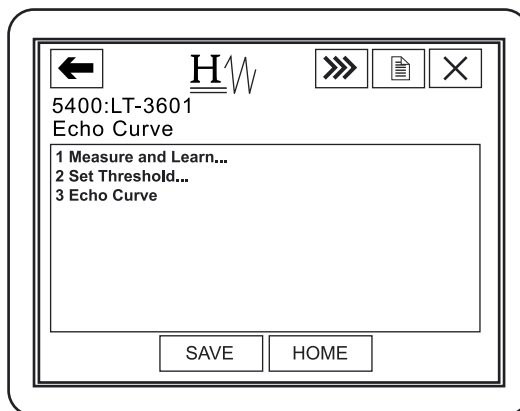 H
5400:LT-3601
Echo Curve
1 Measure and Learn...
2 Set Threshold...
3 Echo Curve
SAVE HOME